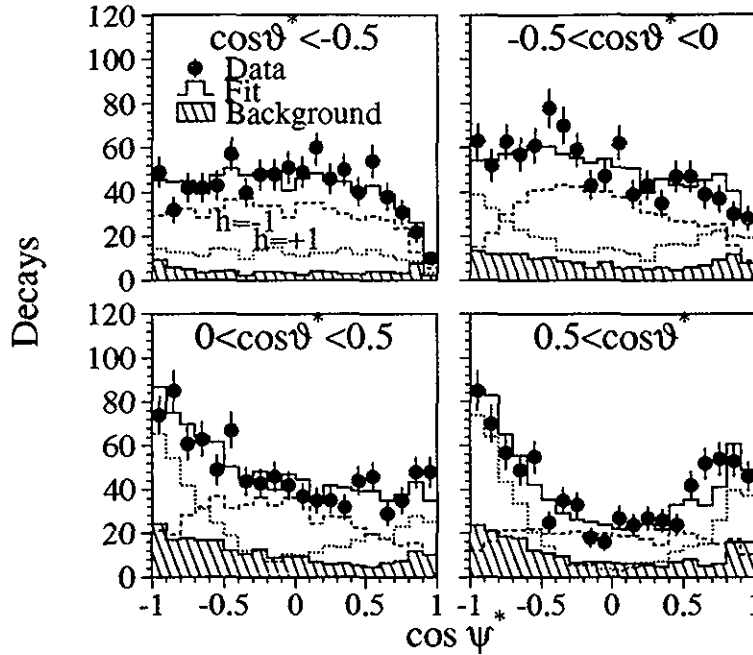 120
100
80
60
40
20
0
cosϑ* <-0.5
Data
Fit
Background
h=-1
h=+1
-0.5<cosϑ* <0
Decays
120
100
80
60
40
20
0
0<cosϑ* <0.5
0.5<cosϑ*
-1 -0.5 0 0.5 1
-1 -0.5 0 0.5 1
cos ψ*